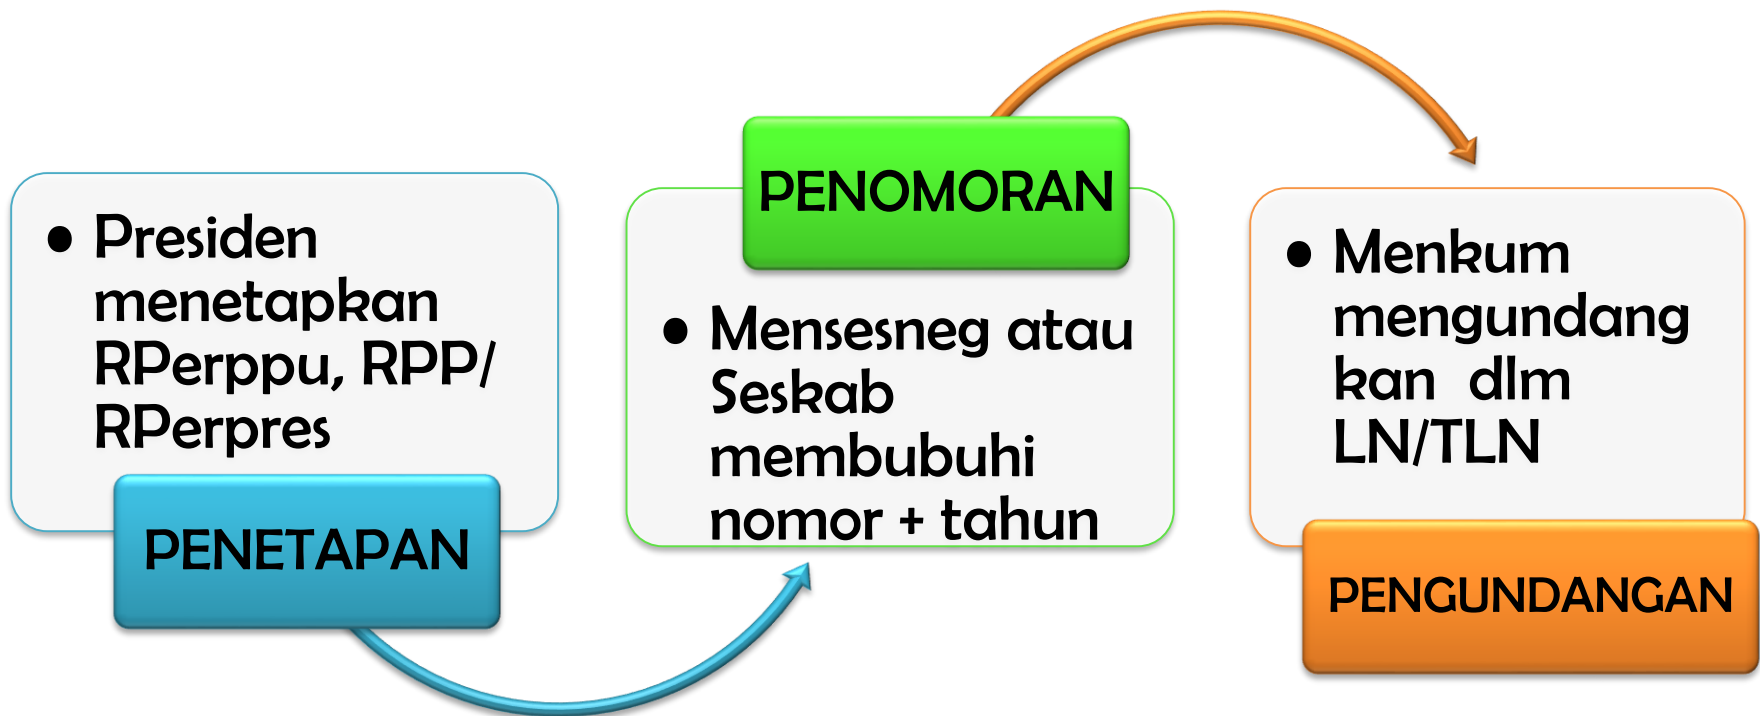 • Presiden
menetapkan
RPerppu, RPP/
RPerpres
PENETAPAN
PENOMORAN
• Mensesneg atau
Seskab
membubuhi
nomor + tahun
• Menkum
mengundang
kan dlm
LN/TLN
PENGUNDANGAN